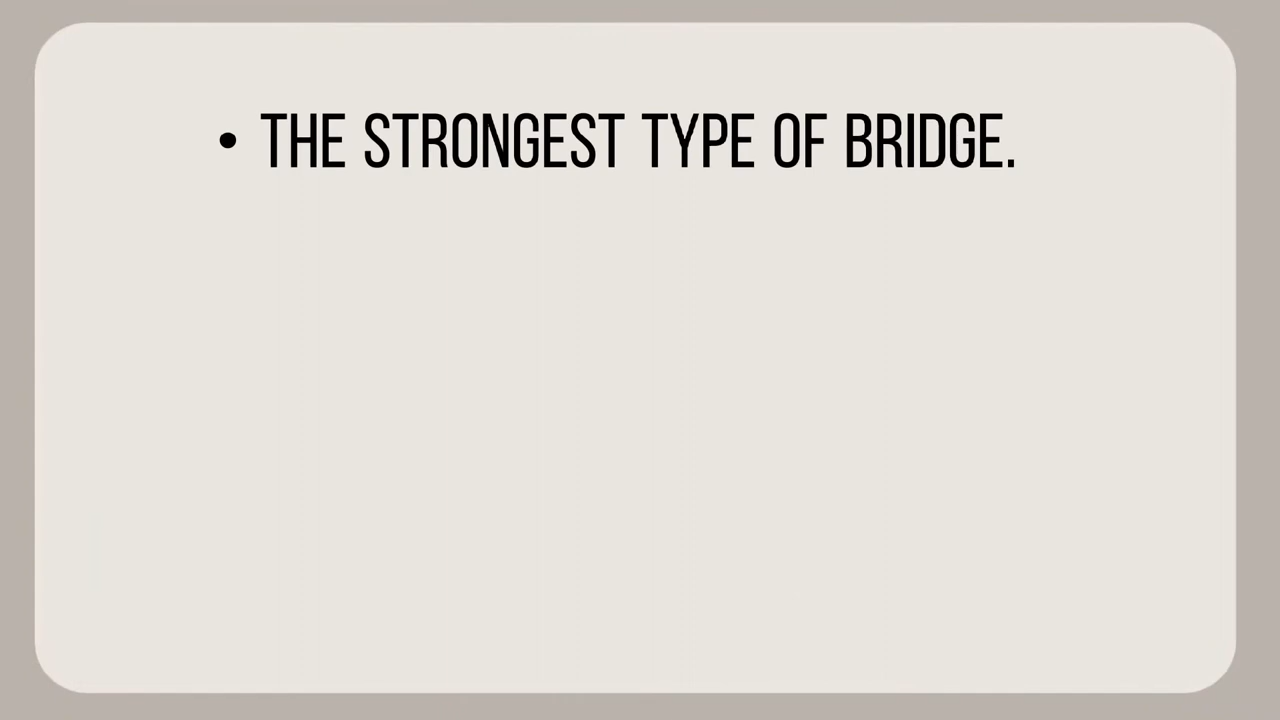 • THE STRONGEST TYPE OF BRIDGE.